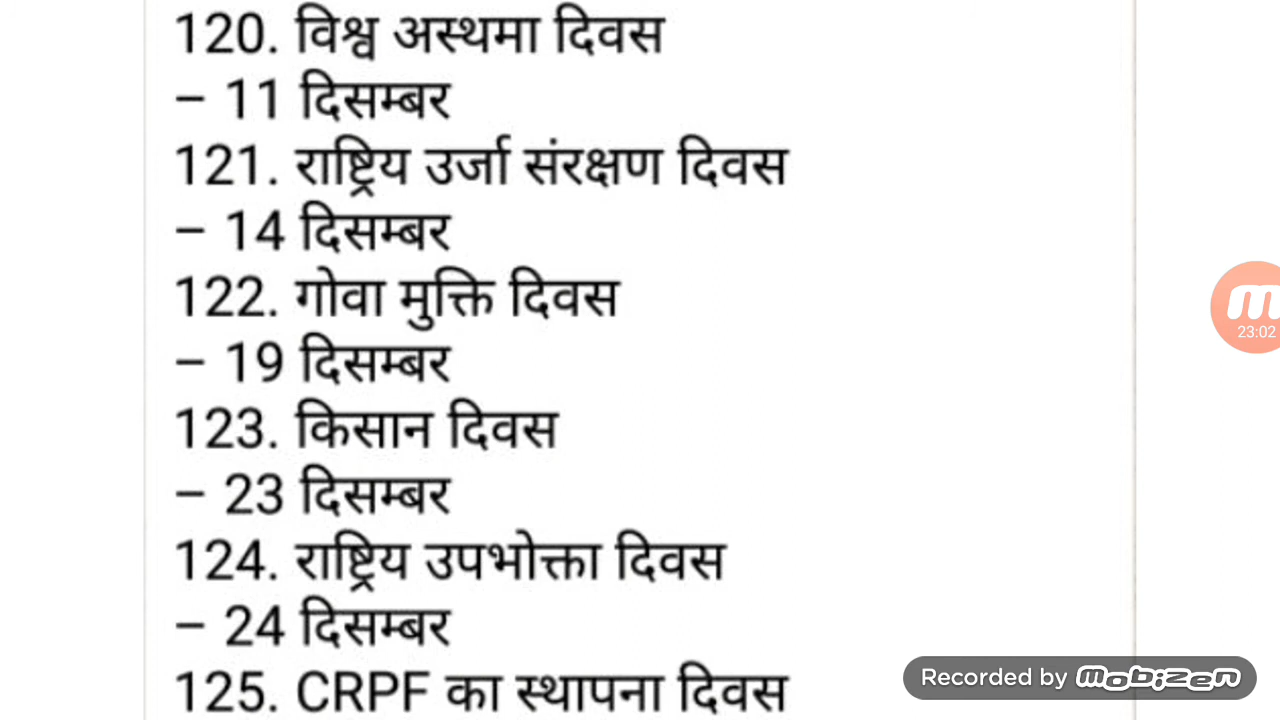 120. विश्व अस्थमा दिवस
– 11 दिसम्बर
121. राष्ट्रिय उर्जा संरक्षण दिवस
– 14 दिसम्बर
122. गोवा मुक्ति दिवस
– 19 दिसम्बर
23:02
123. किसान दिवस
– 23 दिसम्बर
124. राष्ट्रिय उपभोक्ता दिवस
– 24 दिसम्बर
125. CRPF का स्थापना दिवस
Recorded by mobizen